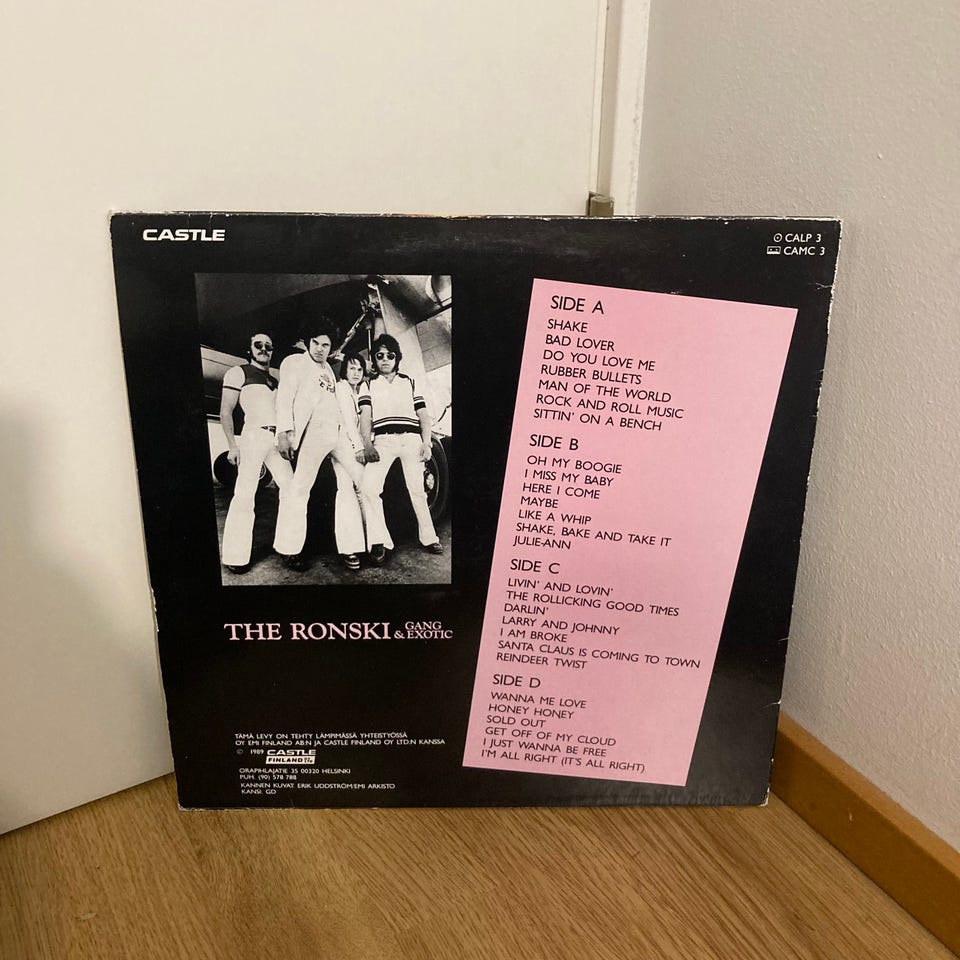 CASTLE
CALP 3
CAMC 3
SIDE A
SHAKE
BAD LOVER
DO YOU LOVE ME
RUBBER BULLETS
MAN OF THE WORLD
ROCK AND ROLL MUSIC
SITTIN' ON A BENCH
SIDE B
OH MY BOOGIE
I MISS MY BABY
HERE I COME
MAYBE
LIKE A WHIP
SHAKE, BAKE AND TAKE IT
JULIE-ANN
SIDE C
LIVIN' AND LOVIN'
THE ROLLICKING GOOD TIMES
DARLIN'
LARRY AND JOHNNY
I AM BROKE
SANTA CLAUS IS COMING TO TOWN
REINDEER TWIST
SIDE D
WANNA ME LOVE
HONEY HONEY
SOLD OUT
GET OFF OF MY CLOUD
I JUST WANNA BE FREE
I'M ALL RIGHT (IT'S ALL RIGHT)
THE RONSKI GANG & EXOTIC
TÄMÄ LEVY ON TEHTY LÄMPIMÄSSÄ YHTEISTYÖSSÄ
OY EMI FINLAND AB:N JA CASTLE FINLAND OY LTD:N KANSSA
© 1989 CASTLE
FINLAND OY LTD
ORAPIHLAJATIE 35 00320 HELSINKI
PUH. (90) 578 788
KANNEN KUVAT: ERIK UDDSTRÖM/EMI ARKISTO
KANSI: GD